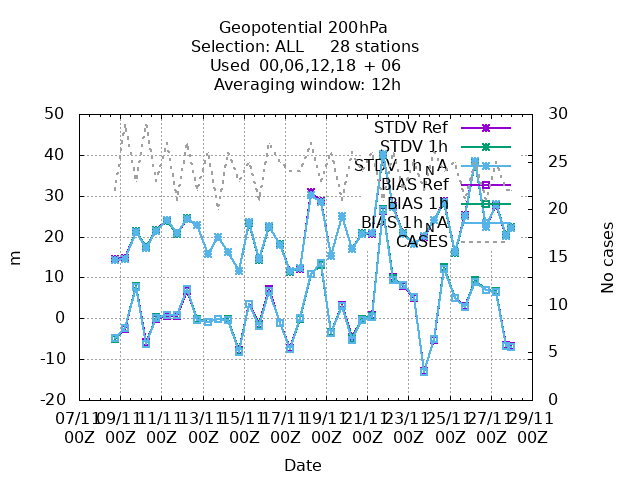 Geopotential 200hPa
Selection: ALL 28 stations
Used 00,06,12,18 + 06
Averaging window: 12h
50
40
30
20
10
0
-10
-20
m
30
25
20
15
10
5
0
No cases
STDV Ref
STDV 1h
STDV 1h_NA
BIAS Ref
BIAS 1h
BIAS 1h_NA
CASES
07/11 09/11 11/11 13/11 15/11 17/11 19/11 21/11 23/11 25/11 27/11 29/11
00Z 00Z 00Z 00Z 00Z 00Z 00Z 00Z 00Z 00Z 00Z 00Z
Date